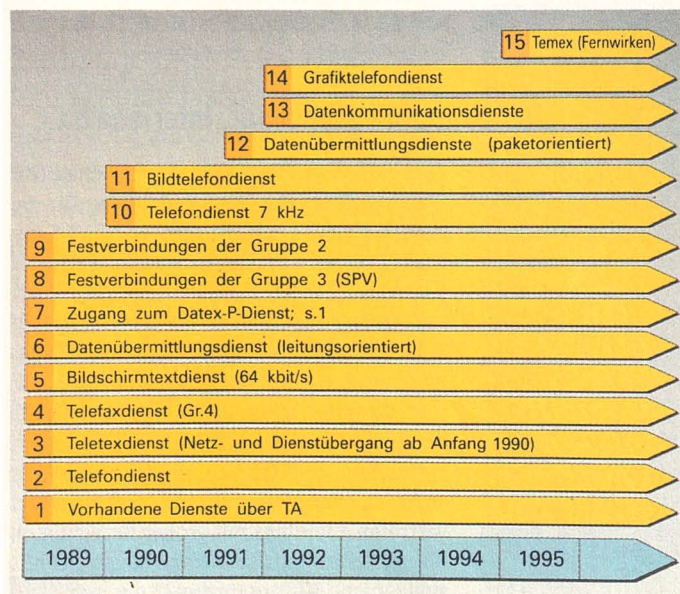 15 Temex (Fernwirken)
14 Grafiktelefondienst
13 Datenkommunikationsdienste
12 Datenübermittlungsdienste (paketorientiert)
11 Bildtelefondienst
10 Telefondienst 7 kHz
9 Festverbindungen der Gruppe 2
8 Festverbindungen der Gruppe 3 (SPV)
7 Zugang zum Datex-P-Dienst; s.1
6 Datenübermittlungsdienst (leitungsorientiert)
5 Bildschirmtextdienst (64 kbit/s)
4 Telefaxdienst (Gr.4)
3 Teletexdienst (Netz- und Dienstübergang ab Anfang 1990)
2 Telefondienst
1 Vorhandene Dienste über TA
1989 1990 1991 1992 1993 1994 1995